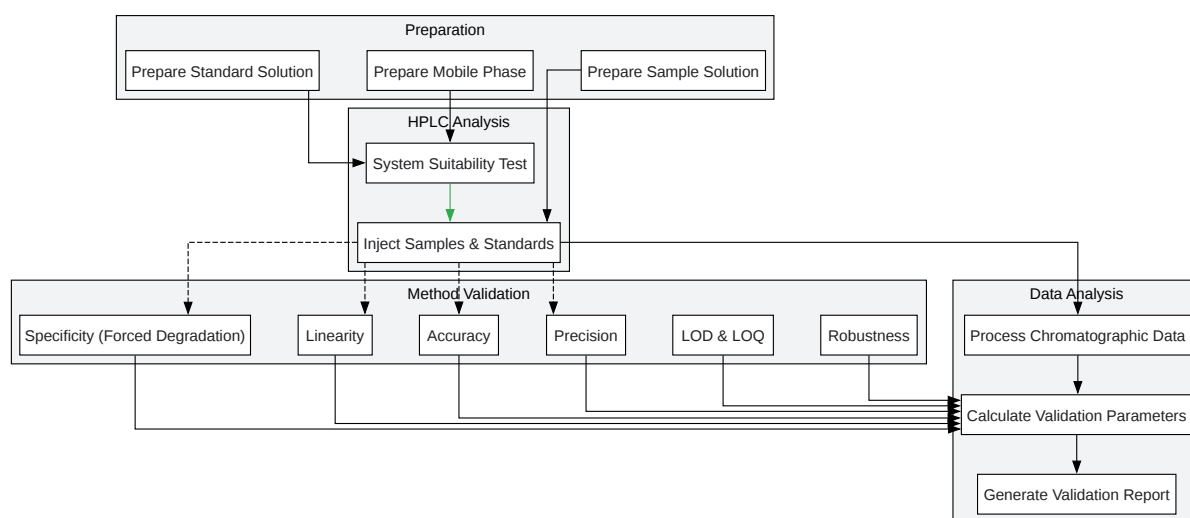 Preparation
Prepare Standard Solution
Prepare Mobile Phase
Prepare Sample Solution
HPLC Analysis
System Suitability Test
Inject Samples & Standards
Method Validation
Data Analysis
Specificity (Forced Degradation)
Linearity
Accuracy
Precision
LOD & LOQ
Robustness
Process Chromatographic Data
Calculate Validation Parameters
Generate Validation Report